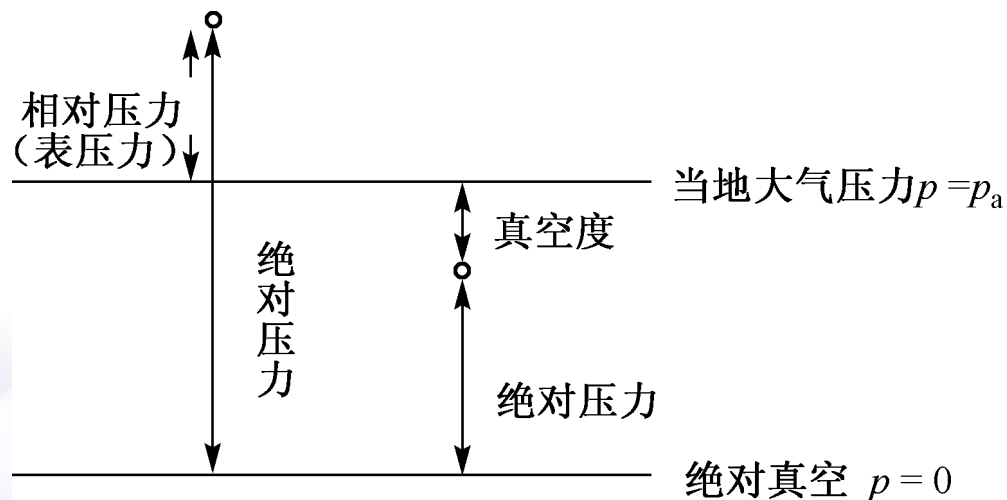 相对压力
（表压力）
当地大气压力p =pa
真空度
绝对压力
绝对压力
绝对真空 p = 0